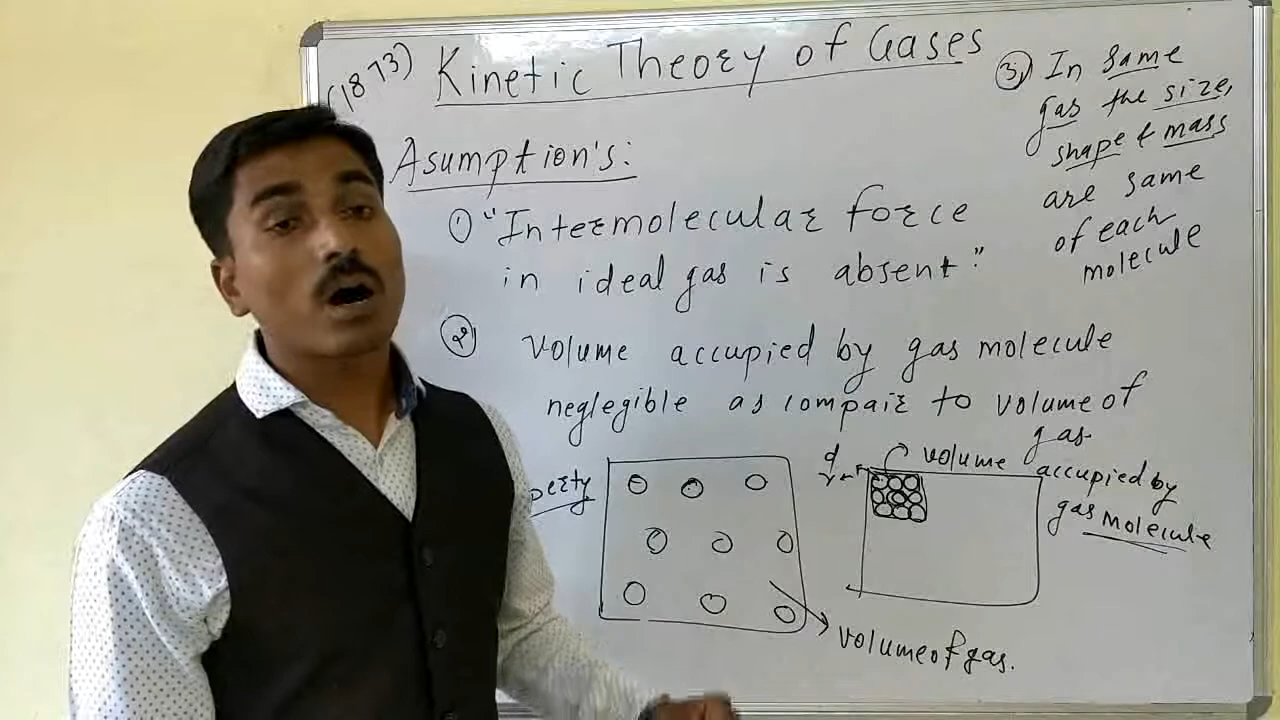 (1873)
Kinetic Theory of Gases
Asumption's:
① "Intermolecular force
in ideal gas is absent"
② Volume accupied by gas molecule
neglegible as compair to volume of
gas
perty
d
r
volume accupied by
gas molecule
volume of gas.
③ In same
gas the size,
shape & mass
are same
of each
molecule